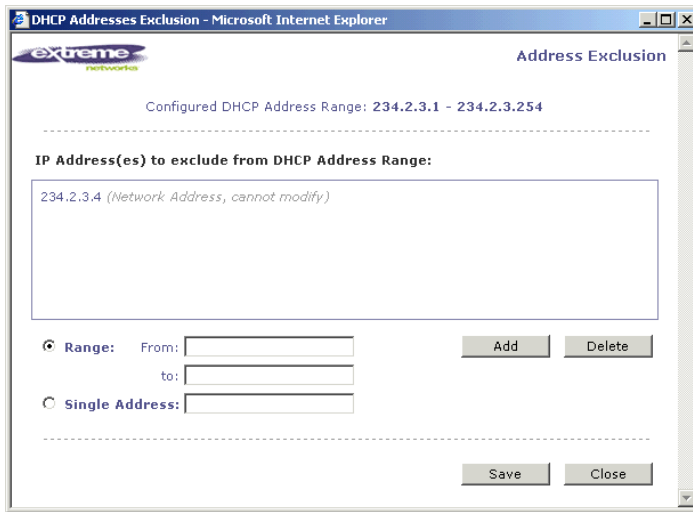 DHCP Addresses Exclusion - Microsoft Internet Explorer
extreme
networks
Address Exclusion
Configured DHCP Address Range: 234.2.3.1 - 234.2.3.254
IP Address(es) to exclude from DHCP Address Range:
234.2.3.4 (Network Address, cannot modify)
Range: From: Add Delete
to:
Single Address:
Save Close